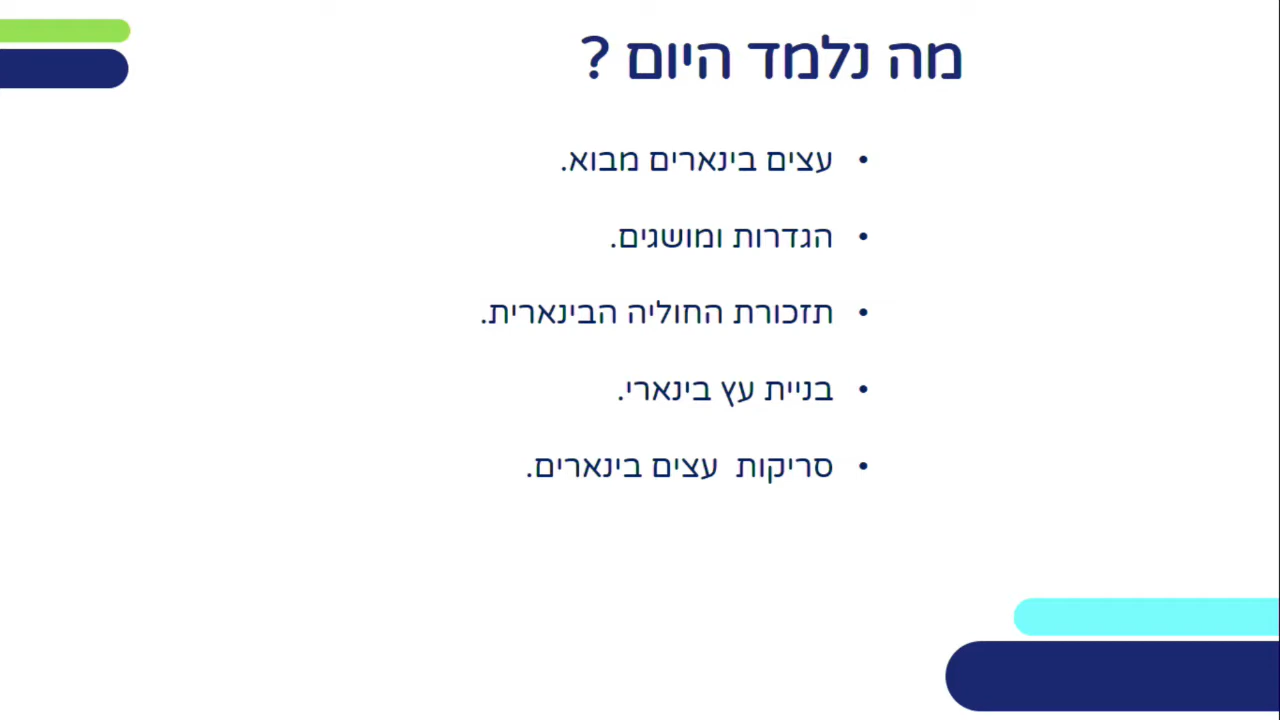 מה נלמד היום ?
• עצים בינארים מבוא.
• הגדרות ומושגים.
• תזכורת החוליה הבינארית.
• בניית עץ בינארי.
• סריקות עצים בינארים.